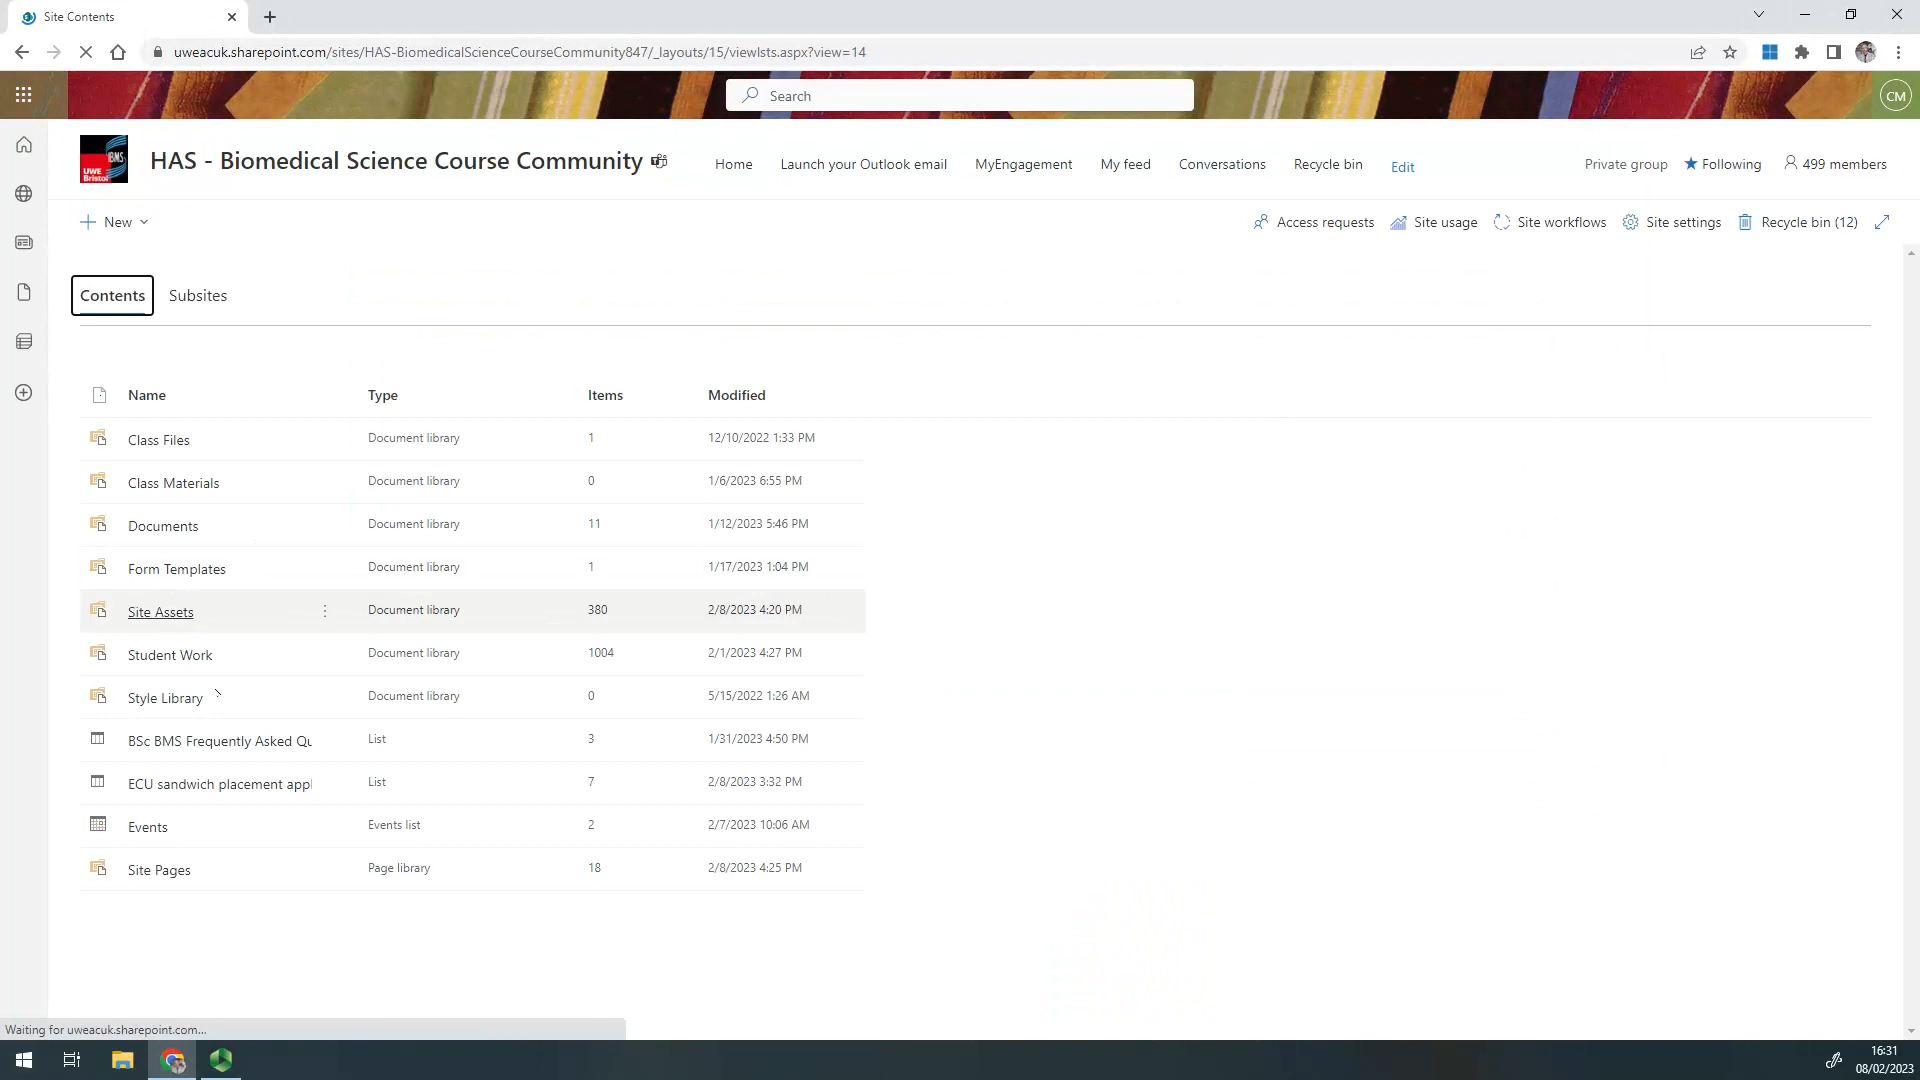 Site Contents
uweacuk.sharepoint.com/sites/HAS-BiomedicalScienceCourseCommunity847/_layouts/15/viewlsts.aspx?view=14
Search
CM
IBMS
UWE
Bristol
HAS - Biomedical Science Course Community
Home Launch your Outlook email MyEngagement My feed Conversations Recycle bin Edit
Private group Following 499 members
New
Access requests Site usage Site workflows Site settings Recycle bin (12)
Contents Subsites
Name Type Items Modified
Class Files Document library 1 12/10/2022 1:33 PM
Class Materials Document library 0 1/6/2023 6:55 PM
Documents Document library 11 1/12/2023 5:46 PM
Form Templates Document library 1 1/17/2023 1:04 PM
Site Assets Document library 380 2/8/2023 4:20 PM
Student Work Document library 1004 2/1/2023 4:27 PM
Style Library Document library 0 5/15/2022 1:26 AM
BSc BMS Frequently Asked Qu List 3 1/31/2023 4:50 PM
ECU sandwich placement appl List 7 2/8/2023 3:32 PM
Events Events list 2 2/7/2023 10:06 AM
Site Pages Page library 18 2/8/2023 4:25 PM
Waiting for uweacuk.sharepoint.com...
16:31
08/02/2023